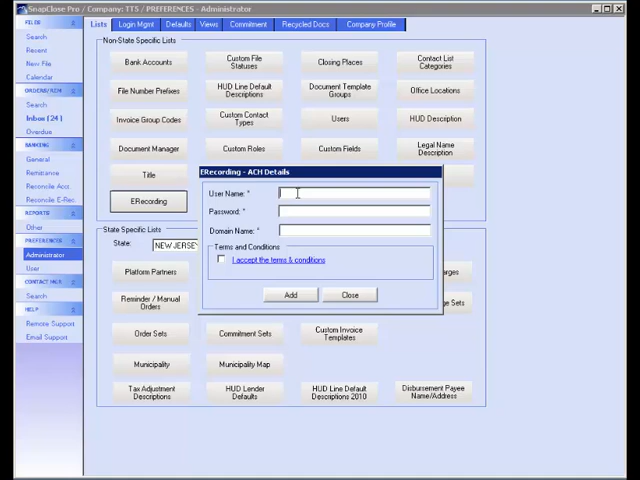 SnapClose Pro / Company: TTS / PREFERENCES - Administrator
FILES
Search
Recent
New File
Calendar
ORDERS/REM
Search
Inbox (24)
Overdue
BANKING
General
Remittance
Reconcile Acc.
Reconcile E-Rec.
REPORTS
Other
PREFERENCES
Administrator
User
CONTACT MGR
Search
HELP
Remote Support
Email Support
Lists
Login Mgmt
Defaults
Views
Commitment
Recycled Docs
Company Profile
Non-State Specific Lists
Bank Accounts
Custom File Statuses
Closing Places
Contact List Categories
File Number Prefixes
HUD Line Default Descriptions
Document Template Groups
Office Locations
Invoice Group Codes
Custom Contact Types
Users
HUD Description
Document Manager
Custom Roles
Custom Fields
Legal Name Description
Title
ERecording
ERecording - ACH Details
User Name: *
Password: *
Domain Name: *
Terms and Conditions
I accept the terms & conditions
Add
Close
State Specific Lists
State:
NEW JERSEY
Platform Partners
Reminder / Manual Orders
Order Sets
Commitment Sets
Custom Invoice Templates
Municipality
Municipality Map
Tax Adjustment Descriptions
HUD Lender Defaults
HUD Line Default Descriptions 2010
Disbursement Payee Name/Address